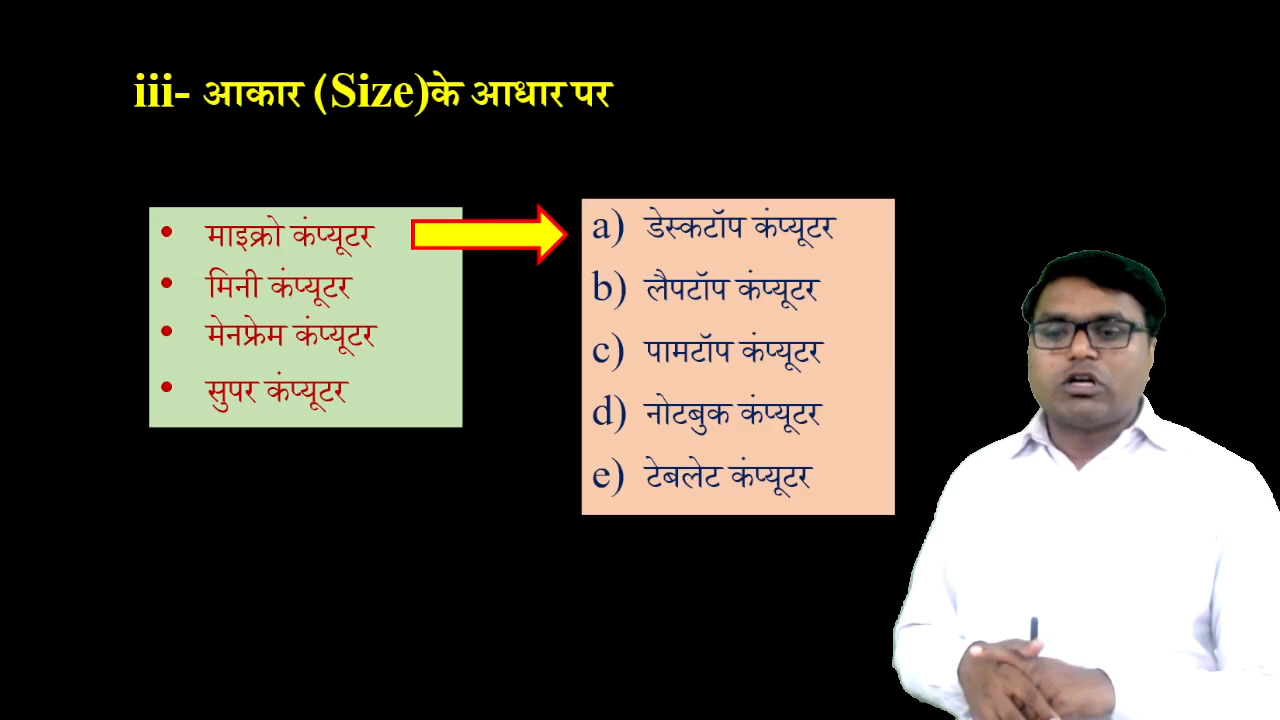 iii- आकार (Size)के आधार पर
• माइक्रो कंप्यूटर
• मिनी कंप्यूटर
• मेनफ्रेम कंप्यूटर
• सुपर कंप्यूटर
a) डेस्कटॉप कंप्यूटर
b) लैपटॉप कंप्यूटर
c) पामटॉप कंप्यूटर
d) नोटबुक कंप्यूटर
e) टेबलेट कंप्यूटर